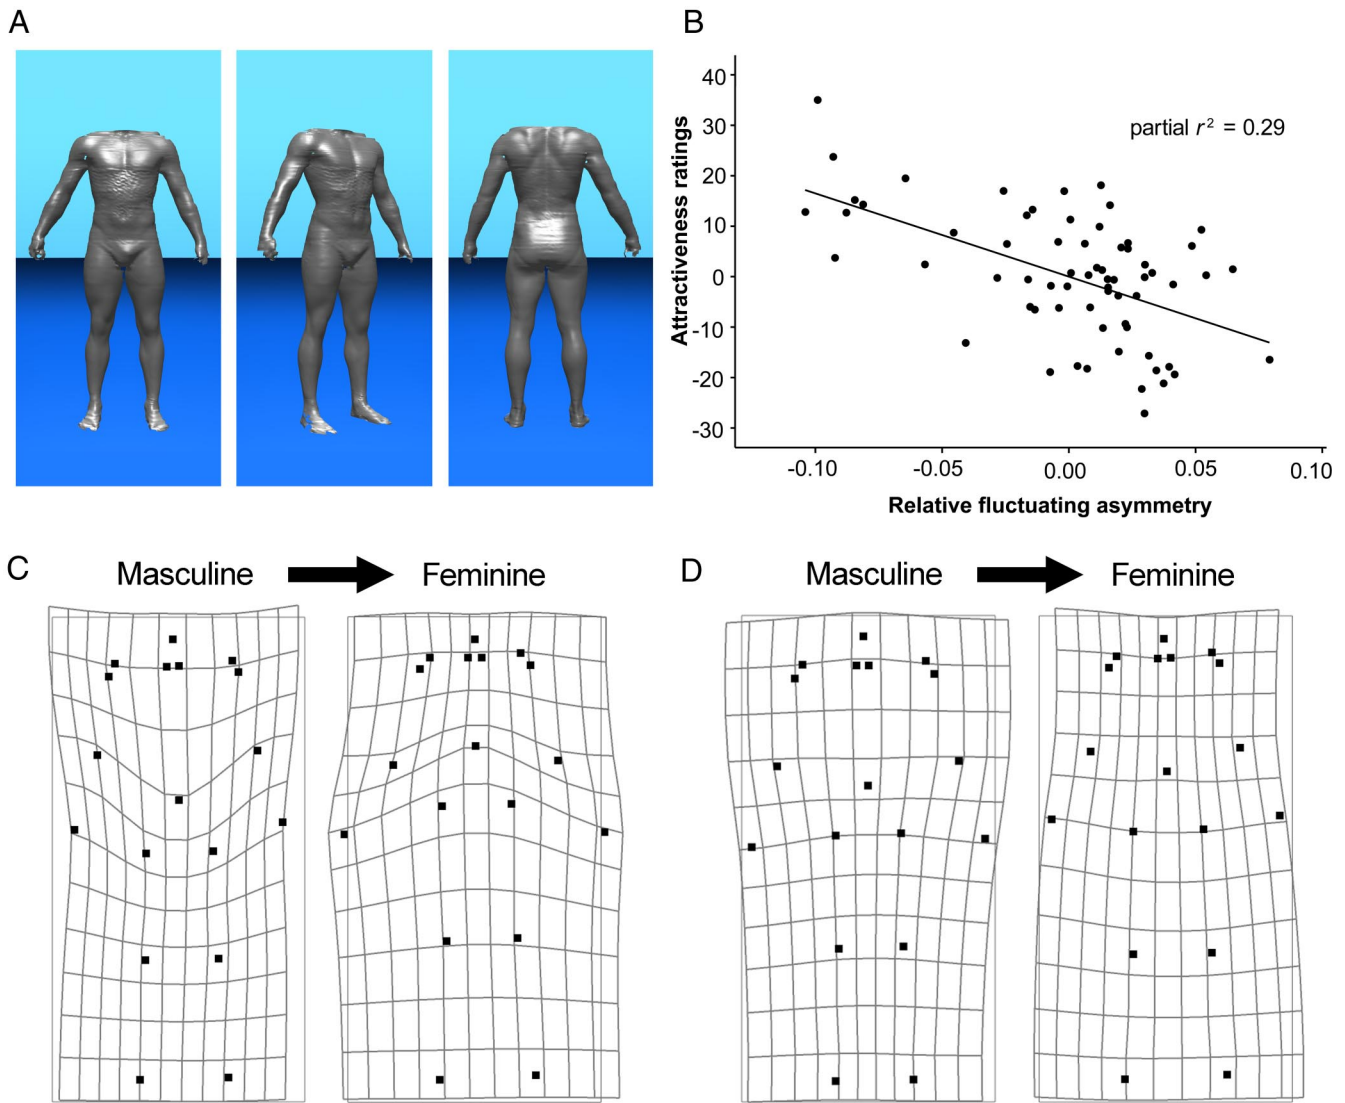 A
B
40
30
20
10
0
-10
-20
-30
Attractiveness ratings
partial r² = 0.29
-0.10
-0.05
0.00
0.05
0.10
Relative fluctuating asymmetry
C
Masculine
Feminine
D
Masculine
Feminine